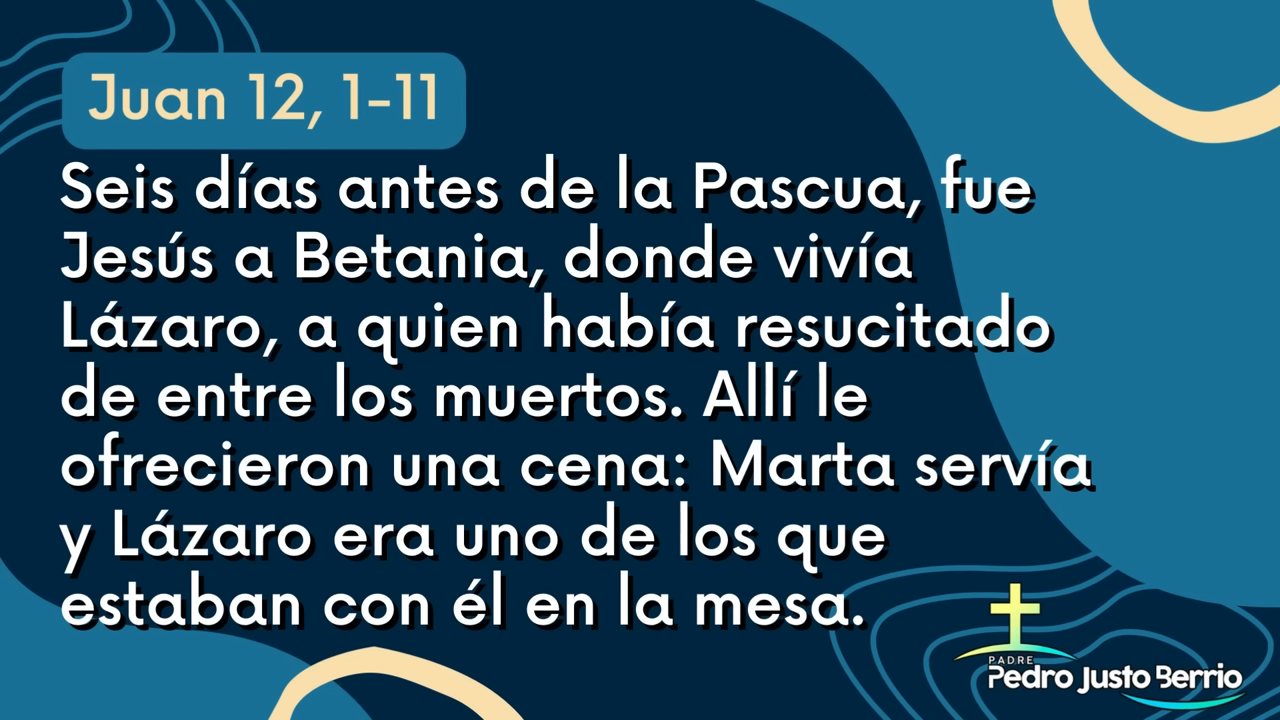 Juan 12, 1-11
Seis días antes de la Pascua, fue
Jesús a Betania, donde vivía
Lázaro, a quien había resucitado
de entre los muertos. Allí le
ofrecieron una cena: Marta servía
y Lázaro era uno de los que
estaban con él en la mesa.
PADRE
Pedro Justo Berrio